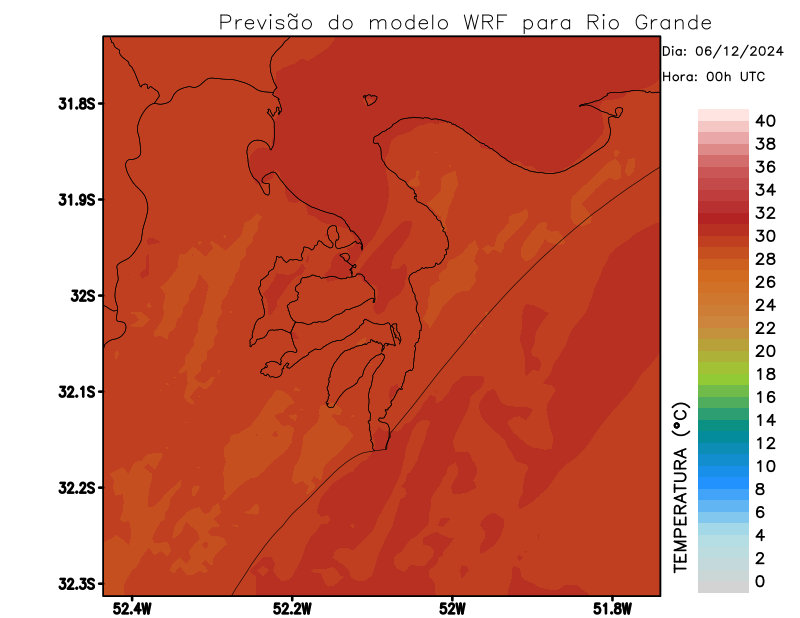 Previsão do modelo WRF para Rio Grande
Dia: 06/12/2024
Hora: 00h UTC
31.8S
31.9S
32S
32.1S
32.2S
32.3S
52.4W
52.2W
52W
51.8W
TEMPERATURA (°C)
40
38
36
34
32
30
28
26
24
22
20
18
16
14
12
10
8
6
4
2
0